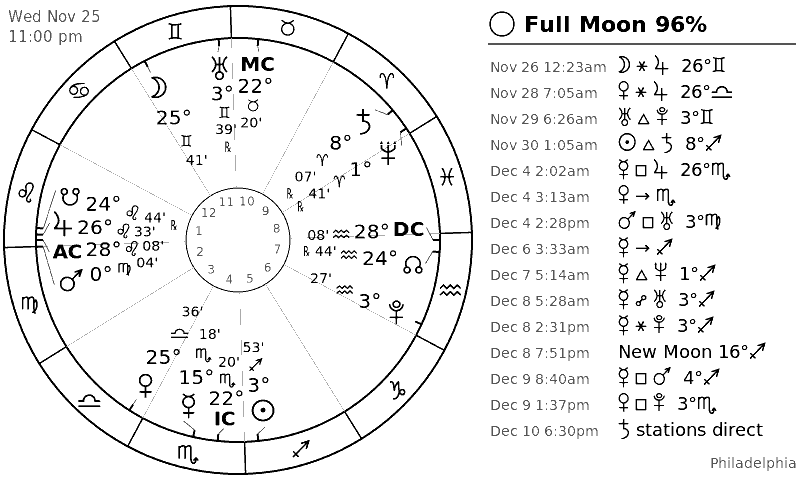 Wed Nov 25
11:00 pm
♊ ♉
♋ ♈
♅ MC
☽ 3° 22°
25° ♊ ♉
♊ 39' 20'
41' ℞
♄
8° ♆
♈ 1°
07' ♈
℞ 41'
℞
♌ ♓
12 11 10 9
1 8
2 7
3 4 5 6
☋ 24° ♌ 44' ℞
♃ 26° ♌ 33'
AC 28° ♌ 08'
♂ 0° ♍ 04'
08' ♒ 28° DC
℞ 44' ♒ 24° ☊
27' ♒ 3° ♇
♍ ♒
36'
♎ 18'
25° ♏
♀ 15°
☿
20' 53'
♏ ♐
22° 3°
IC ☉
♎ ♑
♏ ♐
Full Moon 96%
Nov 26 12:23am ☽ ⚹ ♃ 26°♊
Nov 28 7:05am ♀ ⚹ ♃ 26°♎
Nov 29 6:26am ♅ △ ♇ 3°♊
Nov 30 1:05am ☉ △ ♄ 8°♐
Dec 4 2:02am ☿ □ ♃ 26°♏
Dec 4 3:13am ♀ → ♏
Dec 4 2:28pm ♂ □ ♅ 3°♍
Dec 6 3:33am ☿ → ♐
Dec 7 5:14am ☿ △ ♆ 1°♐
Dec 8 5:28am ☿ ☍ ♅ 3°♐
Dec 8 2:31pm ☿ ⚹ ♇ 3°♐
Dec 8 7:51pm New Moon 16°♐
Dec 9 8:40am ☿ □ ♂ 4°♐
Dec 9 1:37pm ♀ □ ♇ 3°♏
Dec 10 6:30pm ♄ stations direct
Philadelphia